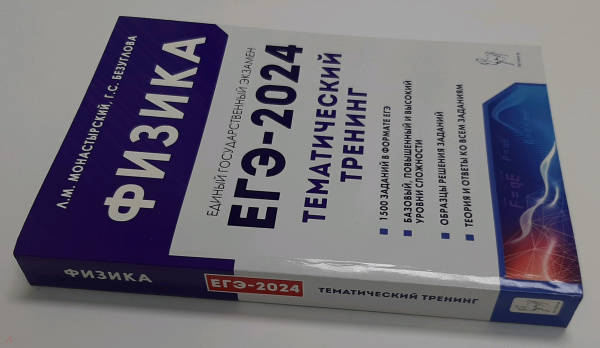 Л.М. МОНАСТЫРСКИЙ, Г.С. БЕЗУГЛОВА
ФИЗИКА
ЕДИНЫЙ ГОСУДАРСТВЕННЫЙ ЭКЗАМЕН
ЕГЭ-2024
ТЕМАТИЧЕСКИЙ
ТРЕНИНГ
1500 ЗАДАНИЙ В ФОРМАТЕ ЕГЭ
БАЗОВЫЙ, ПОВЫШЕННЫЙ И ВЫСОКИЙ
УРОВНИ СЛОЖНОСТИ
ОБРАЗЦЫ РЕШЕНИЯ ЗАДАНИЙ
ТЕОРИЯ И ОТВЕТЫ КО ВСЕМ ЗАДАНИЯМ
F = qE
ФИЗИКА
ЕГЭ-2024
ТЕМАТИЧЕСКИЙ ТРЕНИНГ